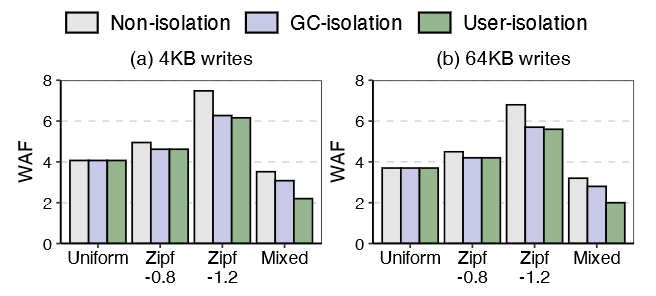 Non-isolation GC-isolation User-isolation
(a) 4KB writes
WAF
8
6
4
2
0
Uniform Zipf -0.8 Zipf -1.2 Mixed
(b) 64KB writes
WAF
8
6
4
2
0
Uniform Zipf -0.8 Zipf -1.2 Mixed